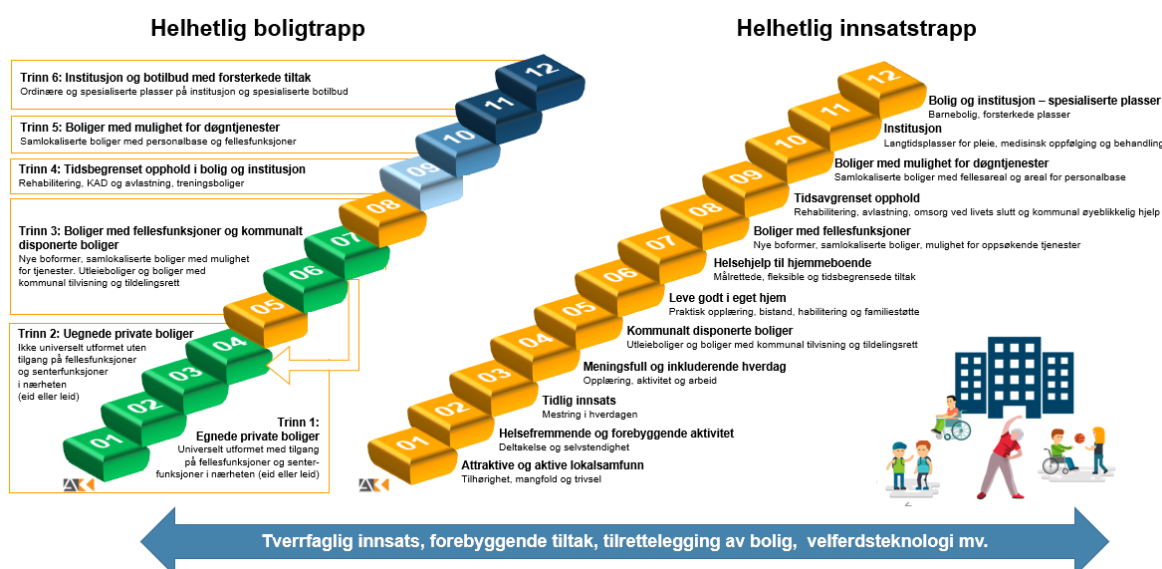 Helhetlig boligtrapp
Trinn 6: Institusjon og botilbud med forsterkede tiltak
Ordinære og spesialiserte plasser på institusjon og spesialiserte botilbud
Trinn 5: Boliger med mulighet for døgntjenester
Samlokaliserte boliger med personalbase og fellesfunksjoner
Trinn 4: Tidsbegrenset opphold i bolig og institusjon
Rehabilitering, KAD og avlastning, treningsboliger
Trinn 3: Boliger med fellesfunksjoner og kommunalt
disponerte boliger
Nye boformer, samlokaliserte boliger med mulighet
for tjenester. Utleieboliger og boliger med
kommunal tilvisning og tildelingsrett
Trinn 2: Uegnede private boliger
Ikke universelt utformet uten
tilgang på fellesfunksjoner
og senterfunksjoner
i nærheten
(eid eller leid)
Trinn 1:
Egnede private boliger
Universelt utformet med tilgang
på fellesfunksjoner og senter-
funksjoner i nærheten (eid eller leid)
12
11
10
09
08
07
06
05
04
03
02
01
Helhetlig innsatstrapp
12
Bolig og institusjon – spesialiserte plasser
Barnebolig, forsterkede plasser
11
Institusjon
Langtidsplasser for pleie, medisinsk oppfølging og behandling
10
Boliger med mulighet for døgntjenester
Samlokaliserte boliger med fellesareal og areal for personalbase
09
Tidsavgrenset opphold
Rehabilitering, avlastning, omsorg ved livets slutt og kommunal øyeblikkelig hjelp
08
Boliger med fellesfunksjoner
Nye boformer, samlokaliserte boliger, mulighet for oppsøkende tjenester
07
Helsehjelp til hjemmeboende
Målrettede, fleksible og tidsbegrensede tiltak
06
Leve godt i eget hjem
Praktisk opplæring, bistand, habilitering og familiestøtte
05
Kommunalt disponerte boliger
Utleieboliger og boliger med kommunal tilvisning og tildelingsrett
04
Meningsfull og inkluderende hverdag
Opplæring, aktivitet og arbeid
03
Tidlig innsats
Mestring i hverdagen
02
Helsefremmende og forebyggende aktivitet
Deltakelse og selvstendighet
01
Attraktive og aktive lokalsamfunn
Tilhørighet, mangfold og trivsel
Tverrfaglig innsats, forebyggende tiltak, tilrettelegging av bolig, velferdsteknologi mv.